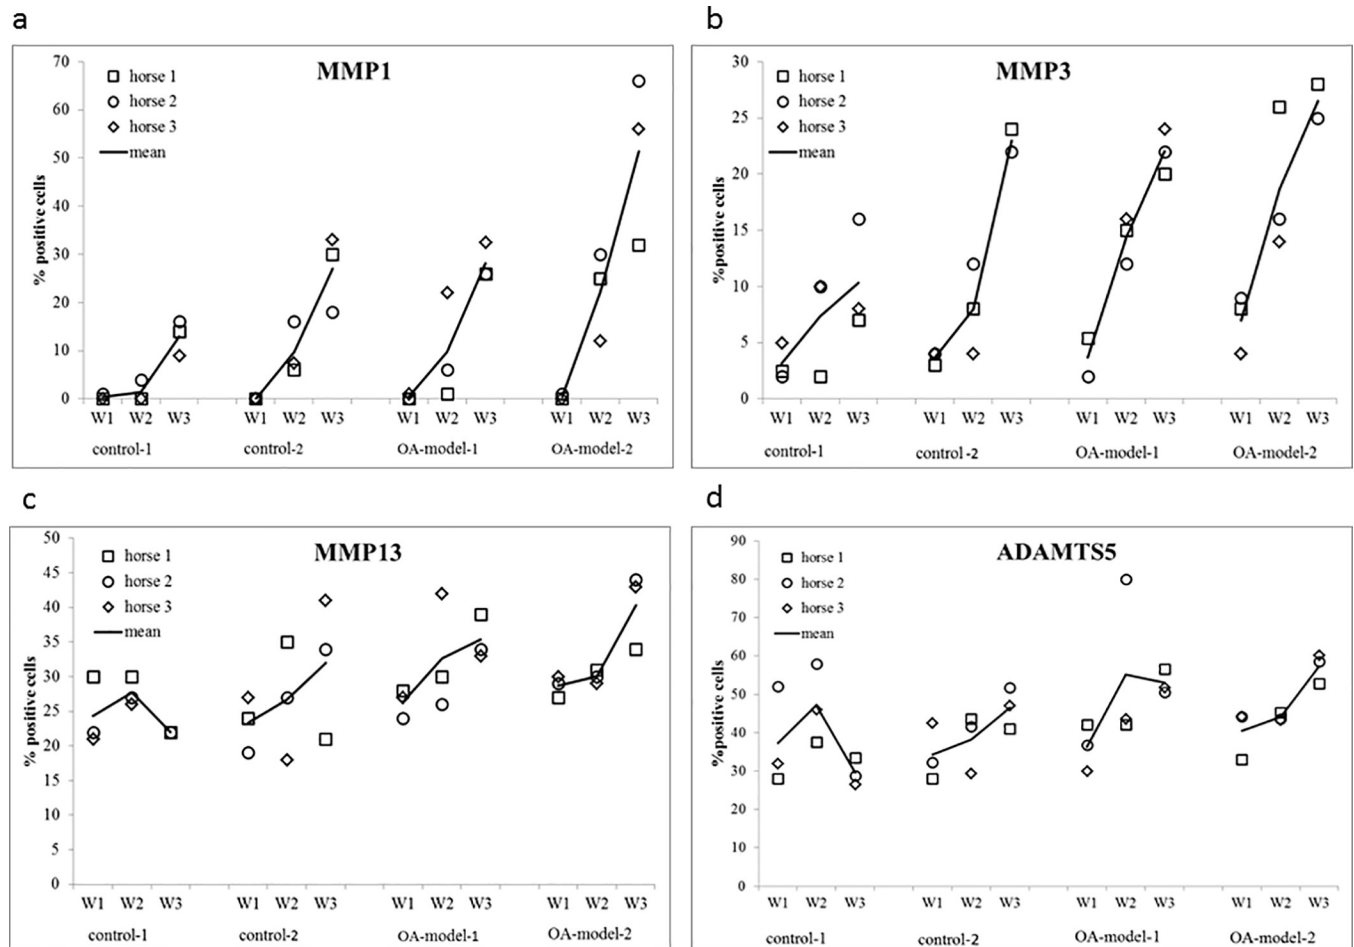 a
MMP1
horse 1
horse 2
horse 3
mean
% positive cells
70
60
50
40
30
20
10
0
W1 W2 W3 W1 W2 W3 W1 W2 W3 W1 W2 W3
control-1 control-2 OA-model-1 OA-model-2
b
MMP3
horse 1
horse 2
horse 3
mean
%positive cells
30
25
20
15
10
5
0
W1 W2 W3 W1 W2 W3 W1 W2 W3 W1 W2 W3
control-1 control-2 OA-model-1 OA-model-2
c
MMP13
horse 1
horse 2
horse 3
mean
% positive cells
50
45
40
35
30
25
20
15
10
5
0
W1 W2 W3 W1 W2 W3 W1 W2 W3 W1 W2 W3
control-1 control-2 OA-model-1 OA-model-2
d
ADAMTS5
horse 1
horse 2
horse 3
mean
%positive cells
90
80
70
60
50
40
30
20
10
0
W1 W2 W3 W1 W2 W3 W1 W2 W3 W1 W2 W3
control-1 control-2 OA-model-1 OA-model-2